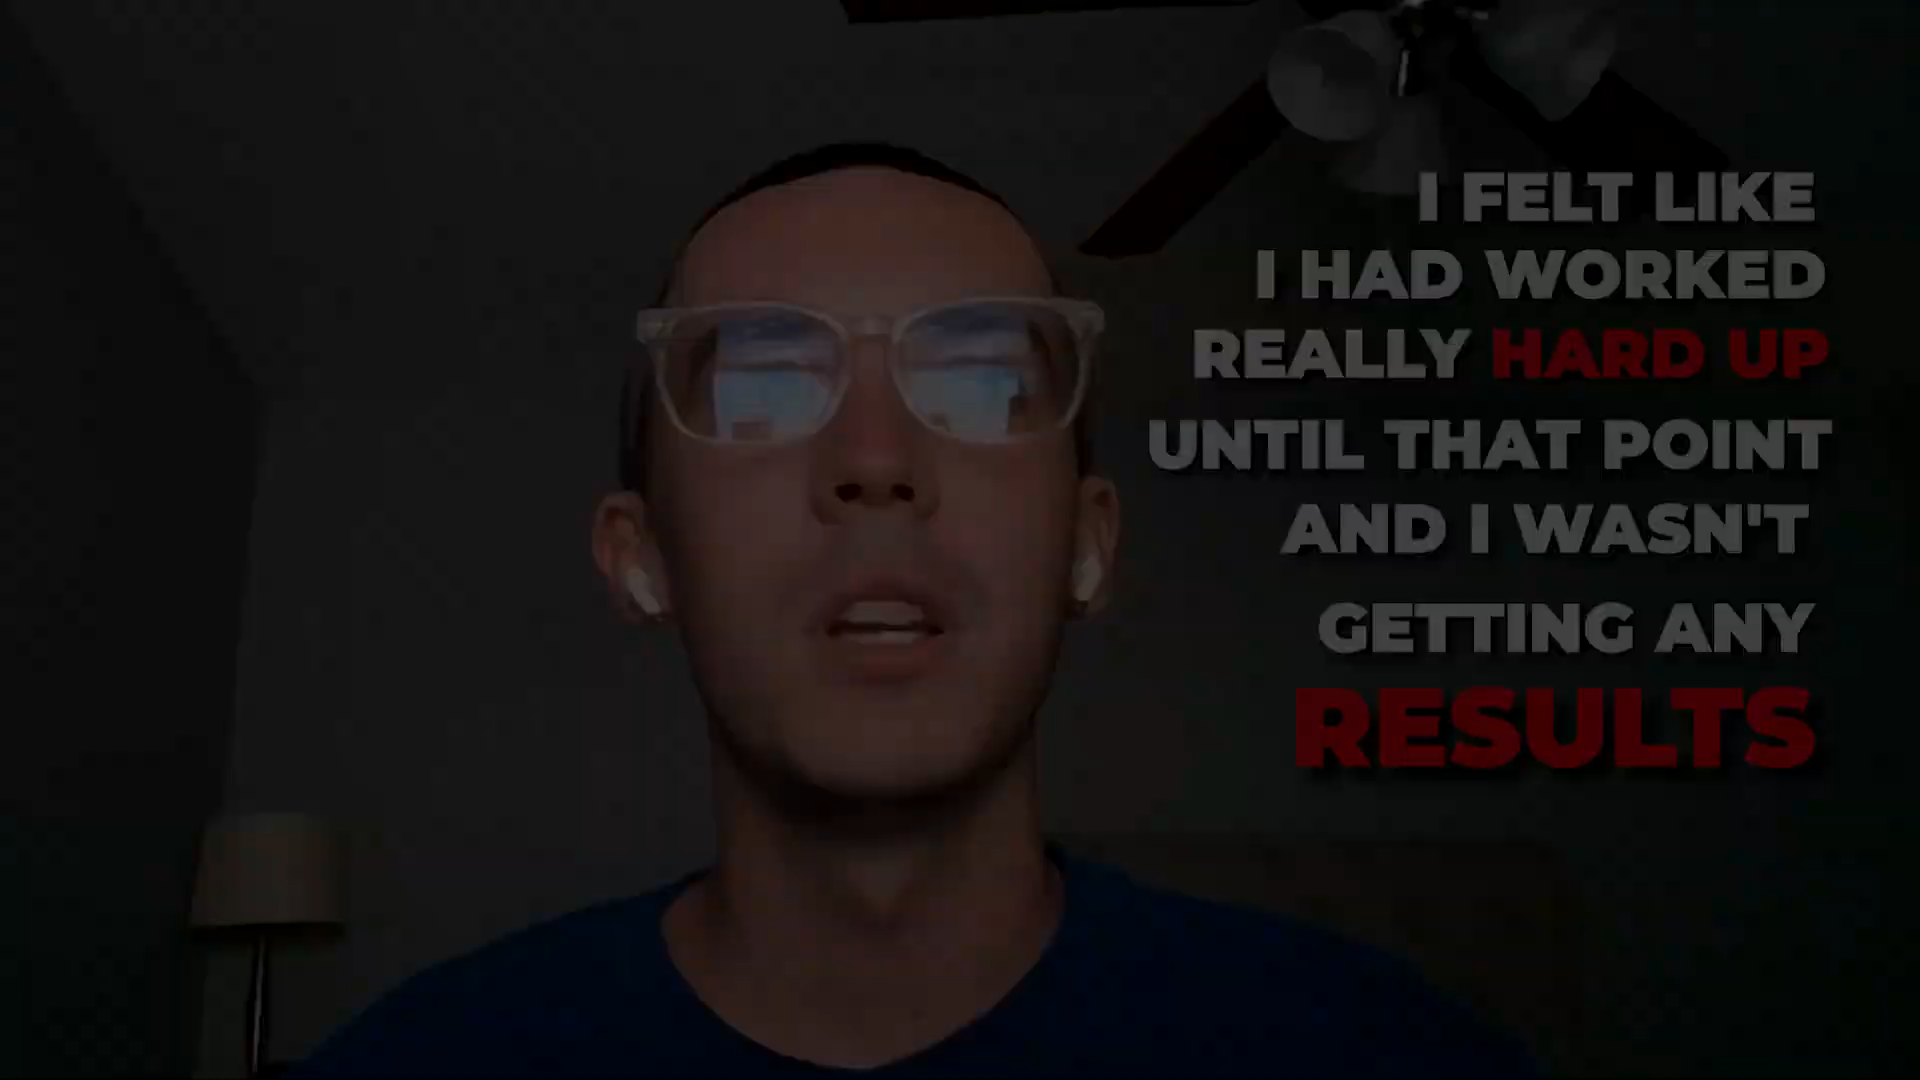 I FELT LIKE
I HAD WORKED
REALLY HARD UP
UNTIL THAT POINT
AND I WASN'T
GETTING ANY
RESULTS